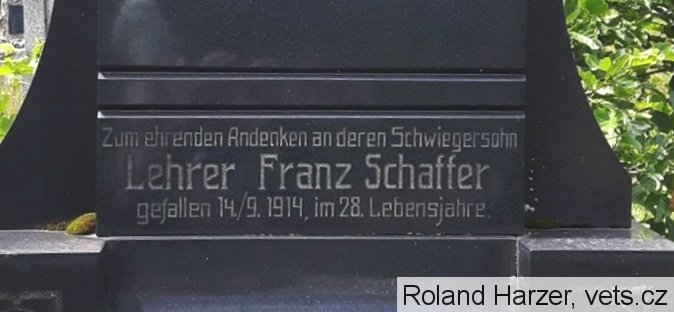 Zum ehrenden Andenken an deren Schwiegersohn
Lehrer Franz Schaffer
gefallen 14./9. 1914, im 28. Lebensjahre.
Roland Harzer, vets.cz